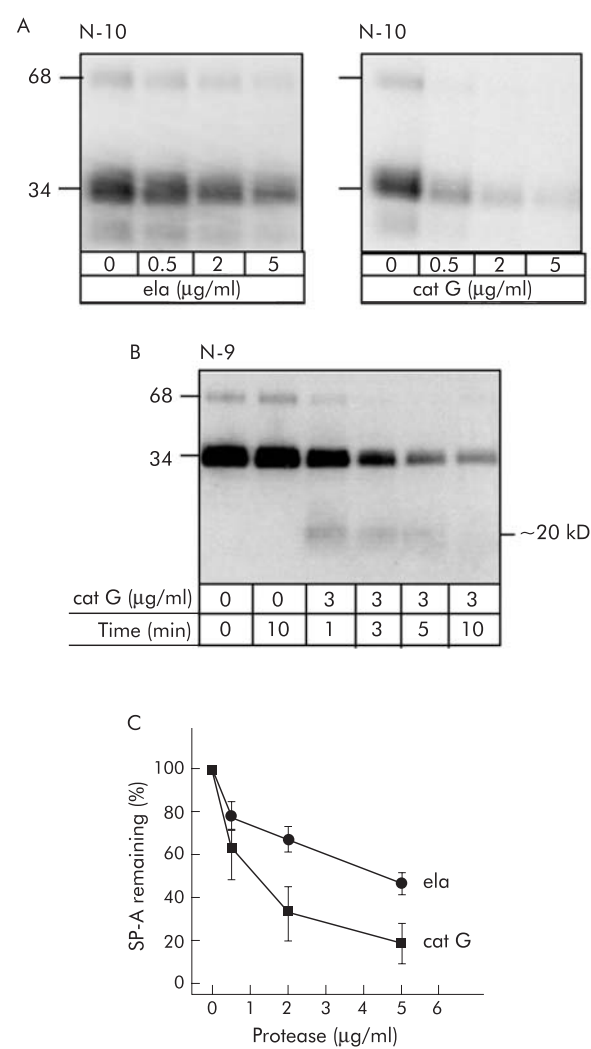 A
N-10
N-10
68
34
0 0.5 2 5
ela (μg/ml)
0 0.5 2 5
cat G (μg/ml)
B
N-9
68
34
~20 kD
cat G (μg/ml) 0 0 3 3 3 3
Time (min) 0 10 1 3 5 10
C
SP-A remaining (%)
100
80
60
40
20
0
ela
cat G
0 1 2 3 4 5 6
Protease (μg/ml)